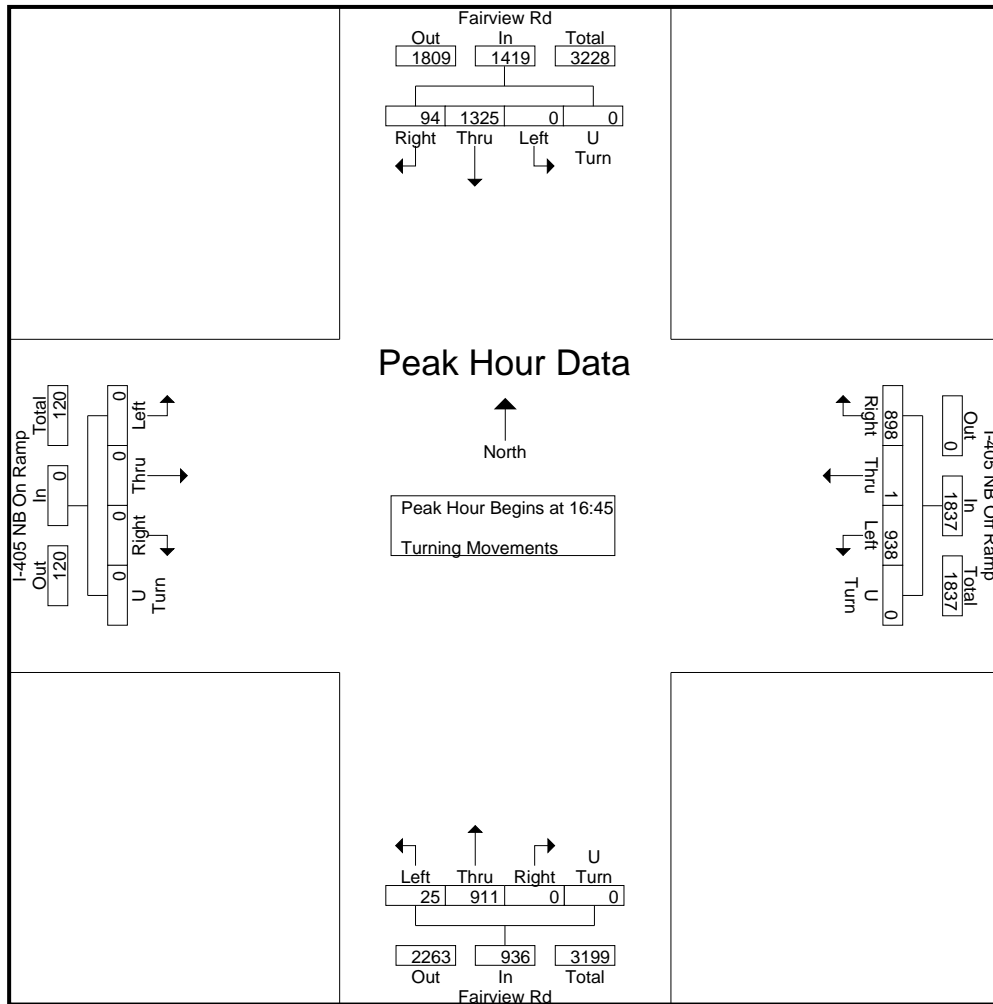 Fairview Rd
Out In Total
1809 1419 3228
94 1325 0 0
Right Thru Left U
Turn
Peak Hour Data
North
Peak Hour Begins at 16:45
Turning Movements
I-405 NB On Ramp
Out In Total
120 0 120
0 0 0 0
U
Turn Right Thru Left
I-405 NB Off Ramp
Out In Total
0 1837 1837
898 1 938 0
Right Thru Left U
Turn
U
Left Thru Right Turn
25 911 0 0
2263 936 3199
Out In Total
Fairview Rd